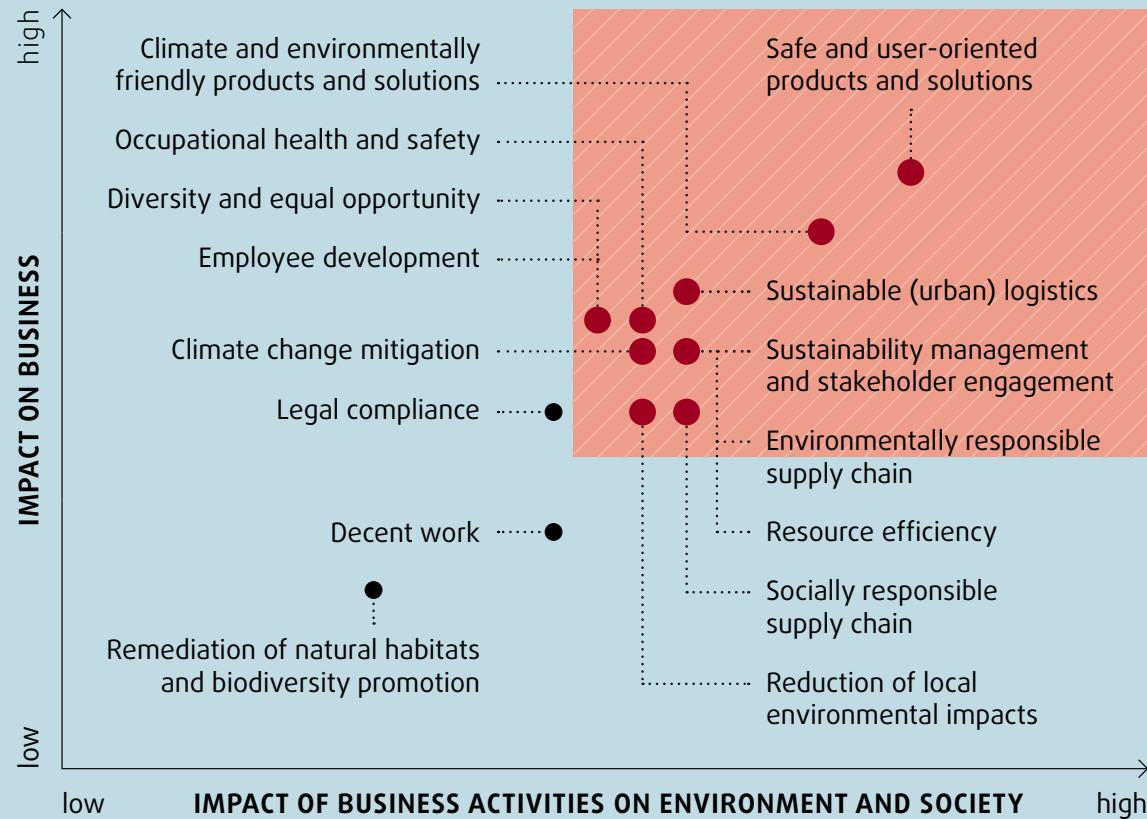 high
Climate and environmentally
friendly products and solutions
Safe and user-oriented
products and solutions
Occupational health and safety
Diversity and equal opportunity
Employee development
Sustainable (urban) logistics
Climate change mitigation
Sustainability management
and stakeholder engagement
Legal compliance
Environmentally responsible
supply chain
Decent work
Resource efficiency
Socially responsible
supply chain
Remediation of natural habitats
and biodiversity promotion
Reduction of local
environmental impacts
IMPACT ON BUSINESS
low
low
IMPACT OF BUSINESS ACTIVITIES ON ENVIRONMENT AND SOCIETY
high